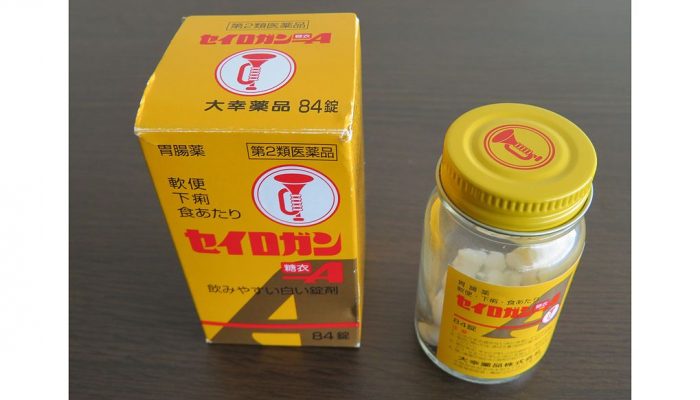 第2類医薬品
セイロガン糖衣A
大幸薬品 84錠
胃腸薬 第2類医薬品
軟便
下痢
食あたり
セイロガン
糖衣A
飲みやすい白い錠剤
84錠
胃腸薬
軟便・下痢・食あたり
セイロガン糖衣A
84錠
大幸薬品株式会社